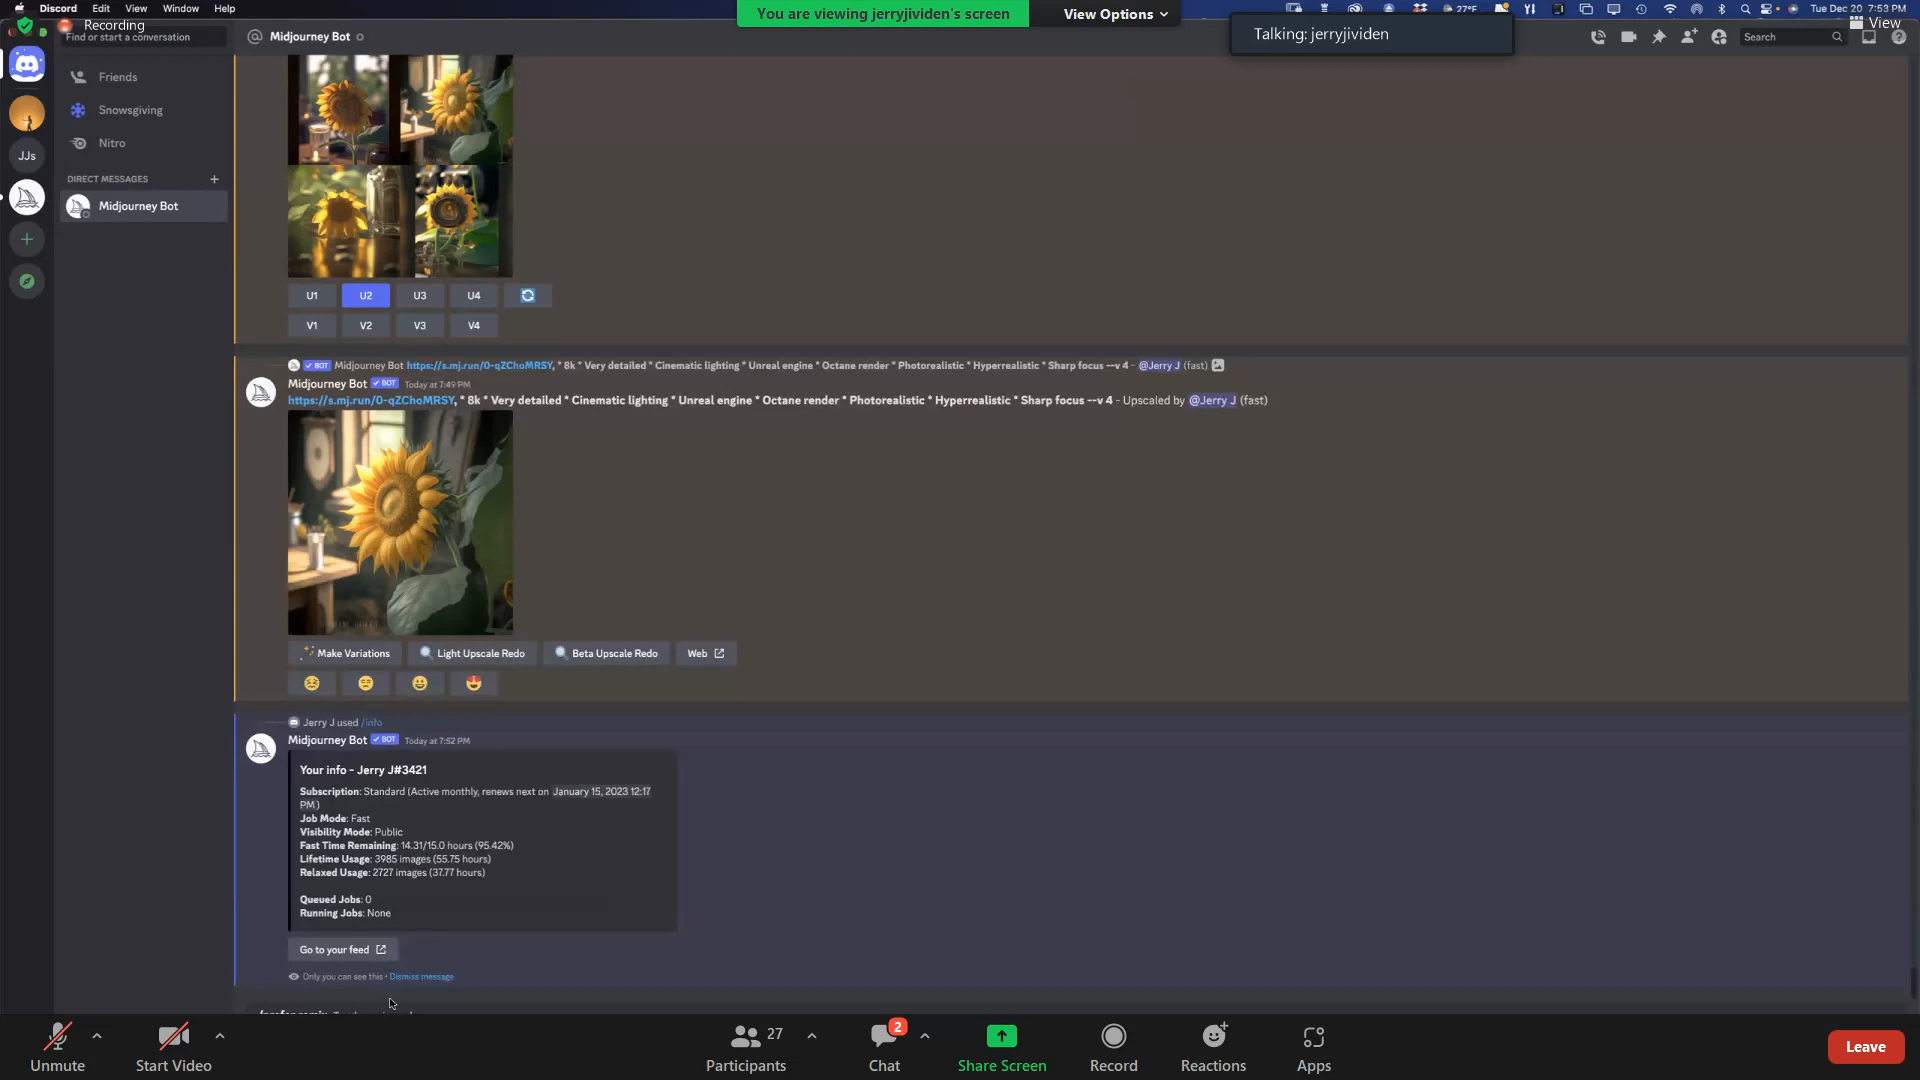 Discord Edit View Window Help
You are viewing jerryjividen's screen View Options
27°F Tue Dec 20 7:53 PM
Recording
View
Talking: jerryjividen
Find or start a conversation
Midjourney Bot
Search
Friends
Snowsgiving
Nitro
JJs
DIRECT MESSAGES +
Midjourney Bot
U1 U2 U3 U4
V1 V2 V3 V4
BOT Midjourney Bot https://s.mj.run/0-qZChoMRSY, * 8k * Very detailed * Cinematic lighting * Unreal engine * Octane render * Photorealistic * Hyperrealistic * Sharp focus --v 4 - @Jerry J (fast)
Midjourney Bot BOT Today at 7:49 PM
https://s.mj.run/0-qZChoMRSY, * 8k * Very detailed * Cinematic lighting * Unreal engine * Octane render * Photorealistic * Hyperrealistic * Sharp focus --v 4 - Upscaled by @Jerry J (fast)
Make Variations Light Upscale Redo Beta Upscale Redo Web
Jerry J used /info
Midjourney Bot BOT Today at 7:52 PM
Your info - Jerry J#3421
Subscription: Standard (Active monthly, renews next on January 15, 2023 12:17
PM)
Job Mode: Fast
Visibility Mode: Public
Fast Time Remaining: 14.31/15.0 hours (95.42%)
Lifetime Usage: 3985 images (55.75 hours)
Relaxed Usage: 2727 images (37.77 hours)
Queued Jobs: 0
Running Jobs: None
Go to your feed
Only you can see this • Dismiss message
27
2
Unmute Start Video Participants Chat Share Screen Record Reactions Apps Leave